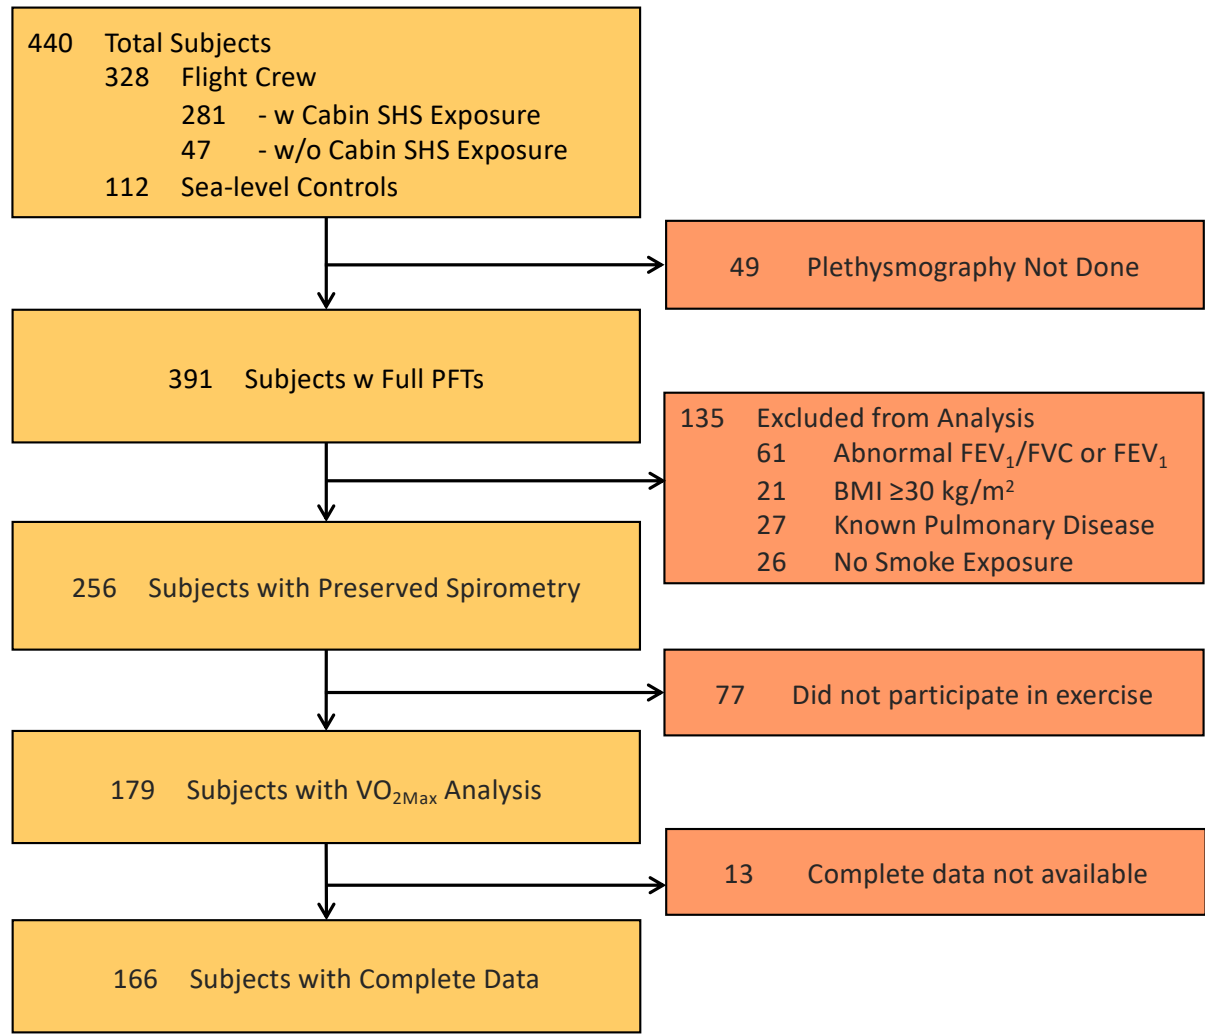 440 Total Subjects
328 Flight Crew
281 - w Cabin SHS Exposure
47 - w/o Cabin SHS Exposure
112 Sea-level Controls
49 Plethysmography Not Done
391 Subjects w Full PFTs
135 Excluded from Analysis
61 Abnormal FEV₁/FVC or FEV₁
21 BMI ≥30 kg/m²
27 Known Pulmonary Disease
26 No Smoke Exposure
256 Subjects with Preserved Spirometry
77 Did not participate in exercise
179 Subjects with VO₂Max Analysis
13 Complete data not available
166 Subjects with Complete Data